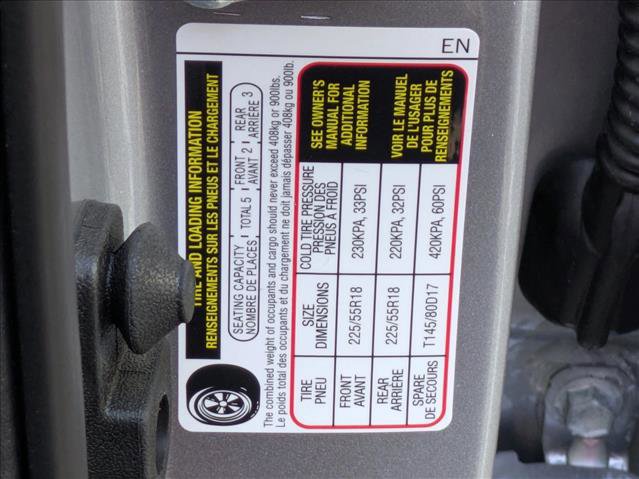 EN
TIRE AND LOADING INFORMATION
RENSEIGNEMENTS SUR LES PNEUS ET LE CHARGEMENT
SEATING CAPACITY TOTAL 5 FRONT 2 REAR 3
NOMBRE DE PLACES AVANT 2 ARRIÈRE 3
The combined weight of occupants and cargo should never exceed 408kg or 900lbs.
Le poids total des occupants et du chargement ne doit jamais dépasser 408kg ou 900lb.
TIRE SIZE COLD TIRE PRESSURE
PNEU DIMENSIONS PRESSION DES PNEUS À FROID
FRONT 225/55R18 230KPA, 33PSI
AVANT
REAR 225/55R18 220KPA, 32PSI
ARRIÈRE
SPARE T145/80D17 420KPA, 60PSI
DE SECOURS
SEE OWNER'S
MANUAL FOR
ADDITIONAL
INFORMATION
VOIR LE MANUEL
DE L'USAGER
POUR PLUS DE
RENSEIGNEMENTS